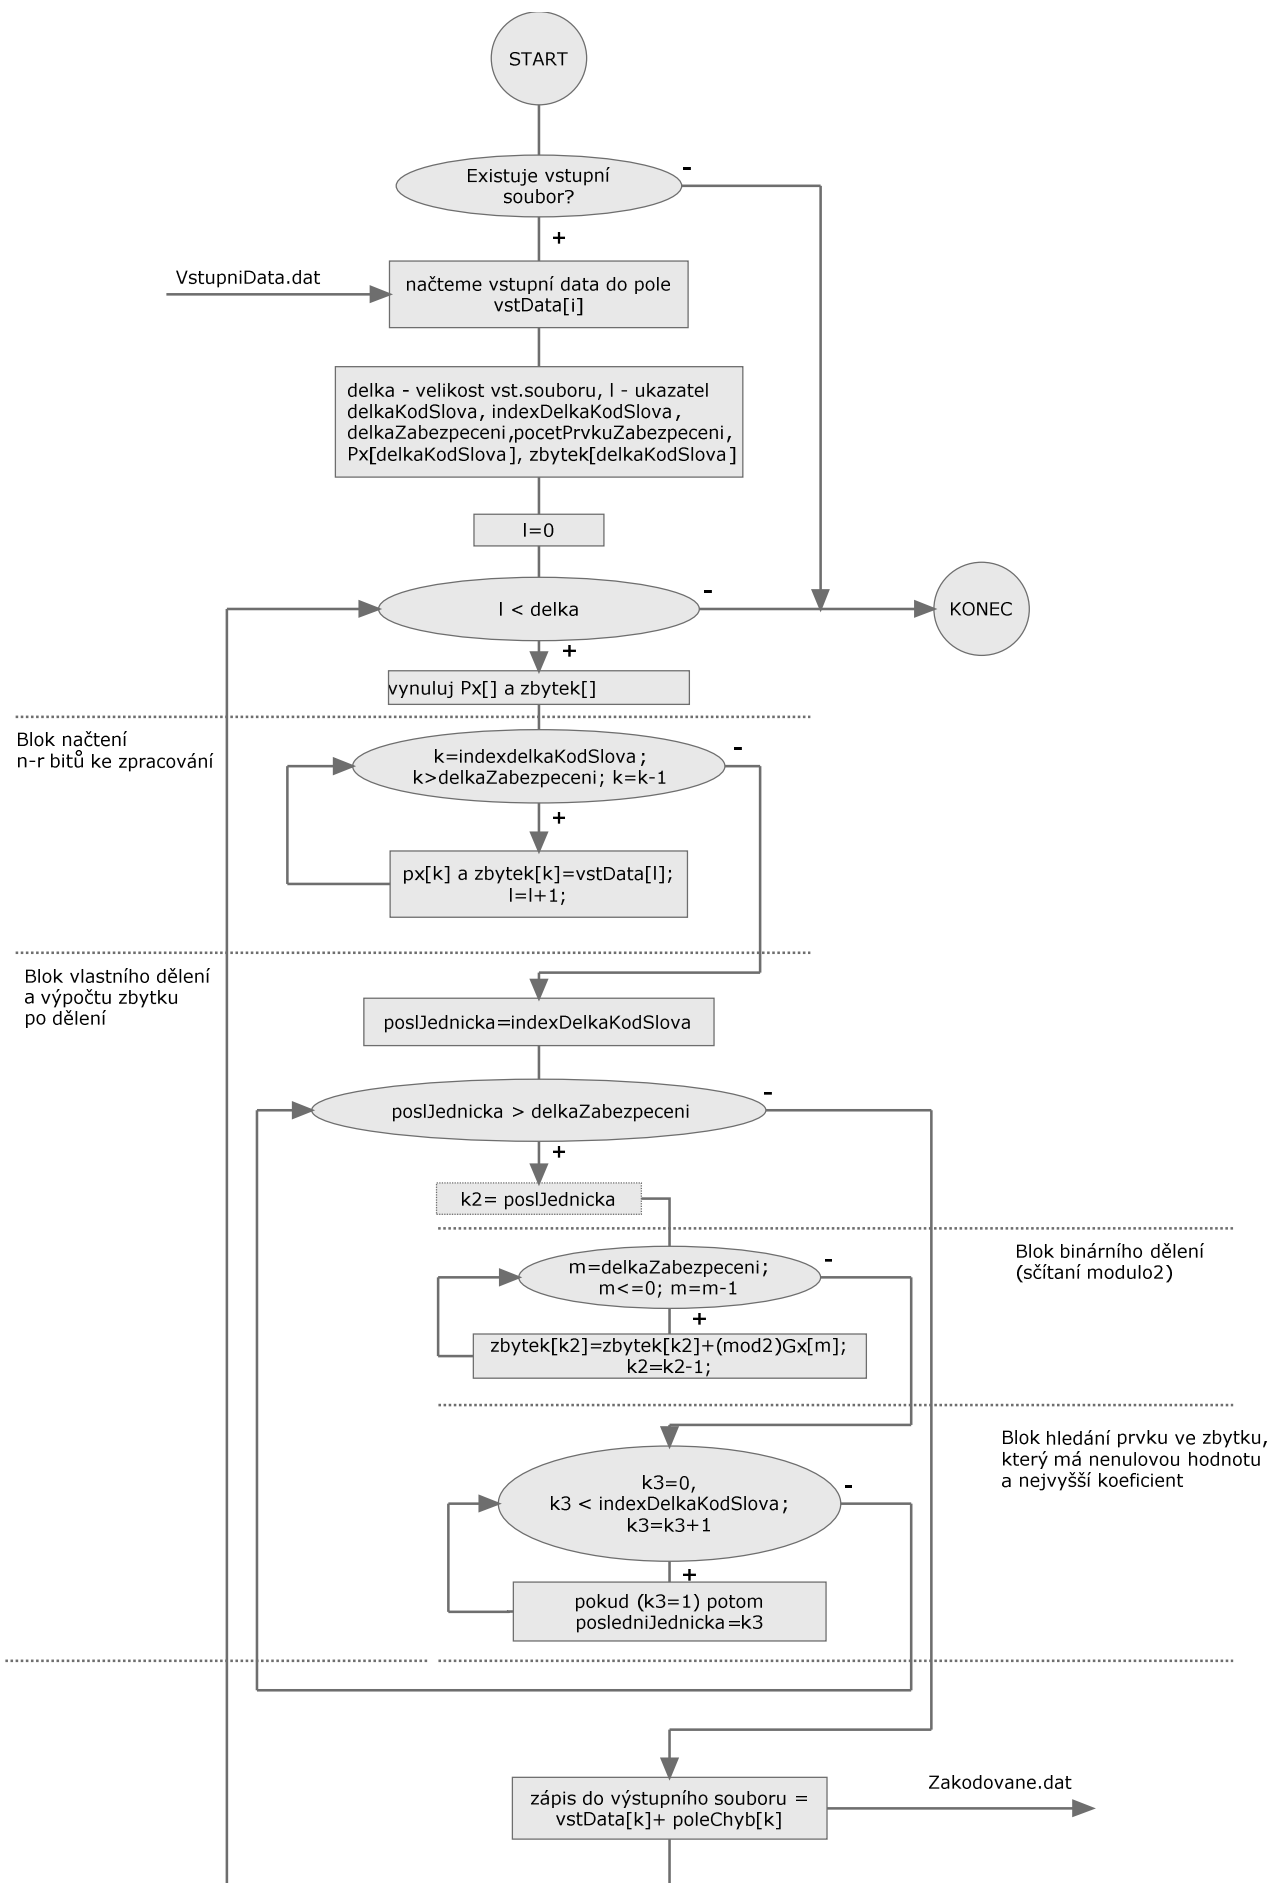 START
Existuje vstupní
soubor?
-
+
VstupniData.dat
načteme vstupní data do pole
vstData[i]
delka - velikost vst.souboru, l - ukazatel
delkaKodSlova, indexDelkaKodSlova,
delkaZabezpeceni,pocetPrvkuZabezpeceni,
Px[delkaKodSlova], zbytek[delkaKodSlova]
l=0
l < delka
-
KONEC
+
vynuluj Px[] a zbytek[]
Blok načtení
n-r bitů ke zpracování
k=indexdelkaKodSlova;
k>delkaZabezpeceni; k=k-1
-
+
px[k] a zbytek[k]=vstData[l];
l=l+1;
Blok vlastního dělení
a výpočtu zbytku
po dělení
poslJednicka=indexDelkaKodSlova
poslJednicka > delkaZabezpeceni
-
+
k2= poslJednicka
Blok binárního dělení
(sčítaní modulo2)
m=delkaZabezpeceni;
m<=0; m=m-1
-
+
zbytek[k2]=zbytek[k2]+(mod2)Gx[m];
k2=k2-1;
Blok hledání prvku ve zbytku,
který má nenulovou hodnotu
a nejvyšší koeficient
k3=0,
k3 < indexDelkaKodSlova;
k3=k3+1
-
+
pokud (k3=1) potom
posledniJednicka=k3
zápis do výstupního souboru =
vstData[k]+ poleChyb[k]
Zakodovane.dat